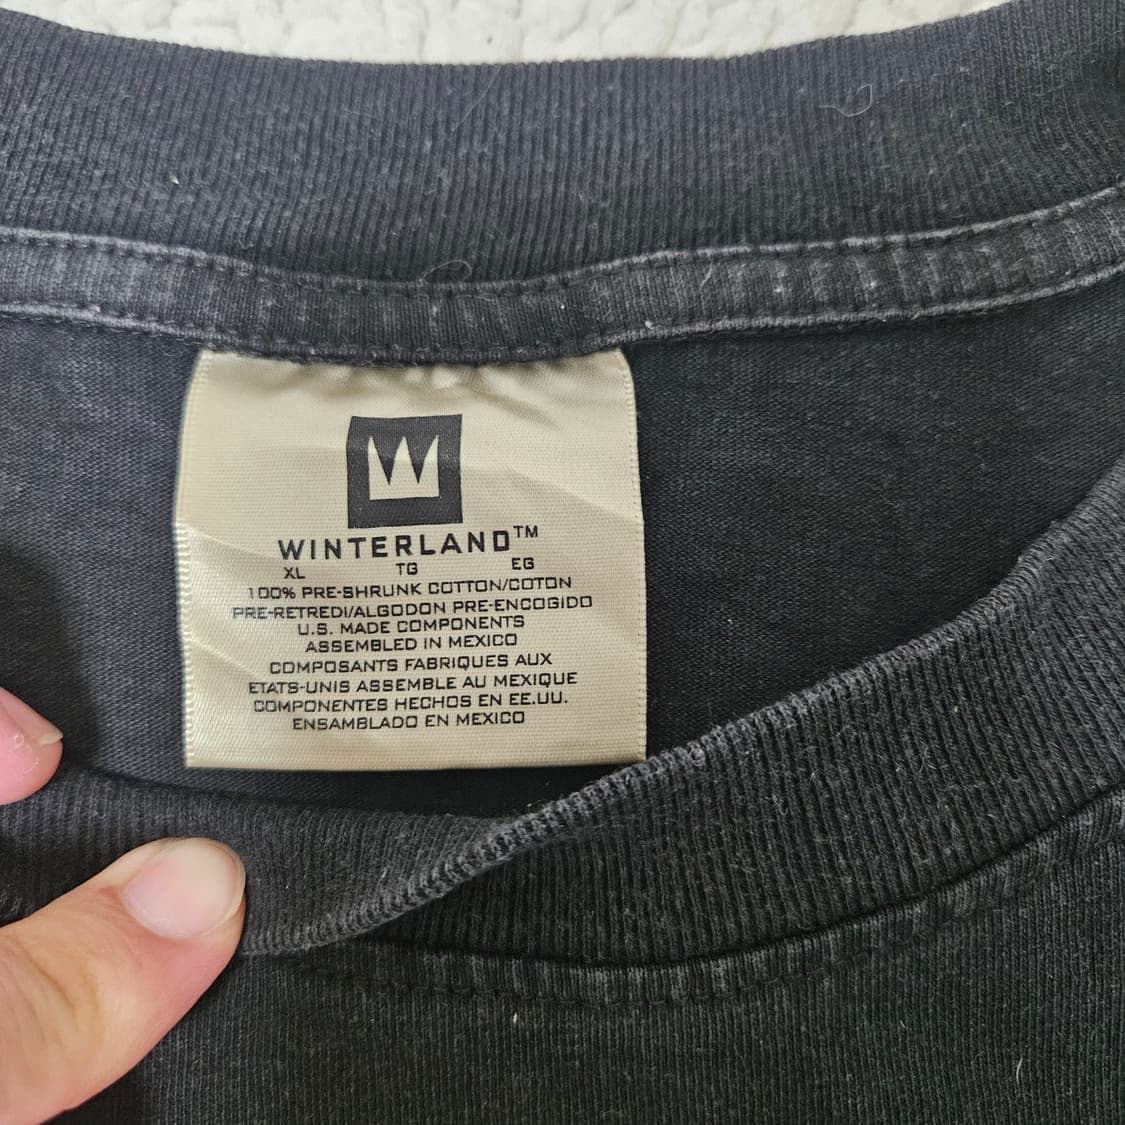 WINTERLAND™
XL TG EG
100% PRE-SHRUNK COTTON/COTON
PRE-RETREDI/ALGODON PRE-ENCOGIDO
U.S. MADE COMPONENTS
ASSEMBLED IN MEXICO
COMPOSANTS FABRIQUES AUX
ETATS-UNIS ASSEMBLE AU MEXIQUE
COMPONENTES HECHOS EN EE.UU.
ENSAMBLADO EN MEXICO